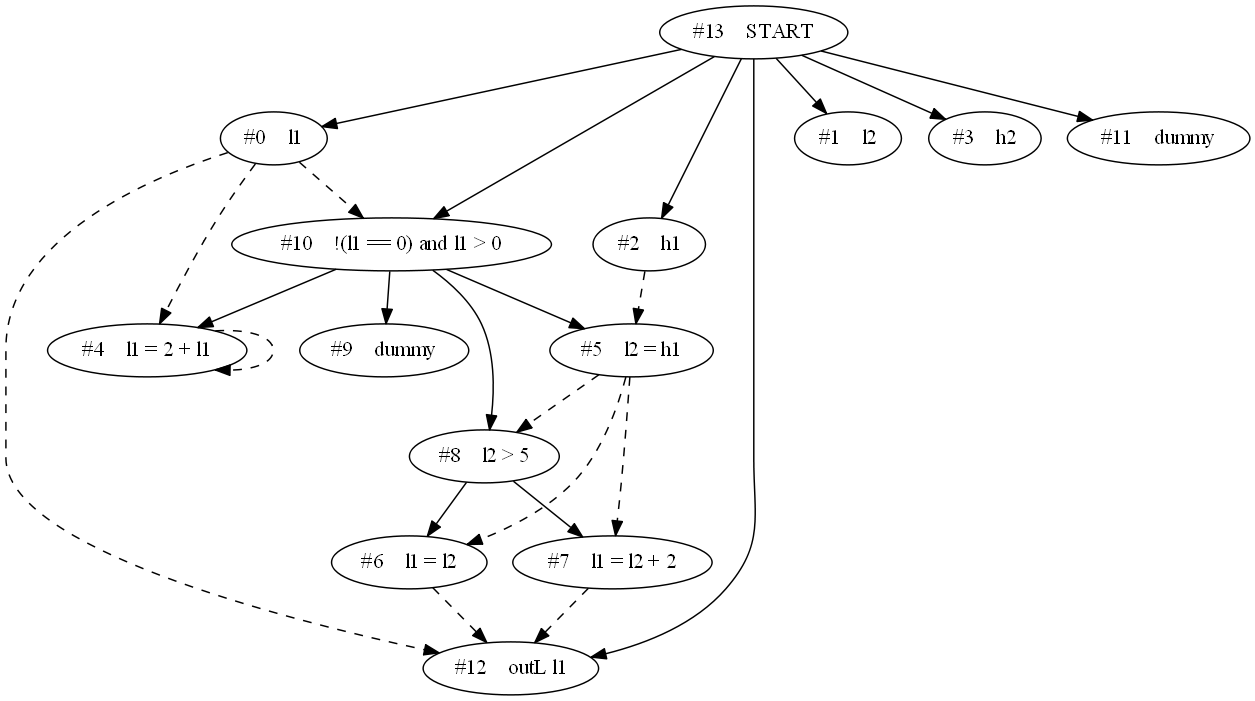 #13 START
#0 l1
#1 l2
#3 h2
#11 dummy
#10 !(l1 == 0) and l1 > 0
#2 h1
#4 l1 = 2 + l1
#9 dummy
#5 l2 = h1
#8 l2 > 5
#6 l1 = l2
#7 l1 = l2 + 2
#12 outL l1